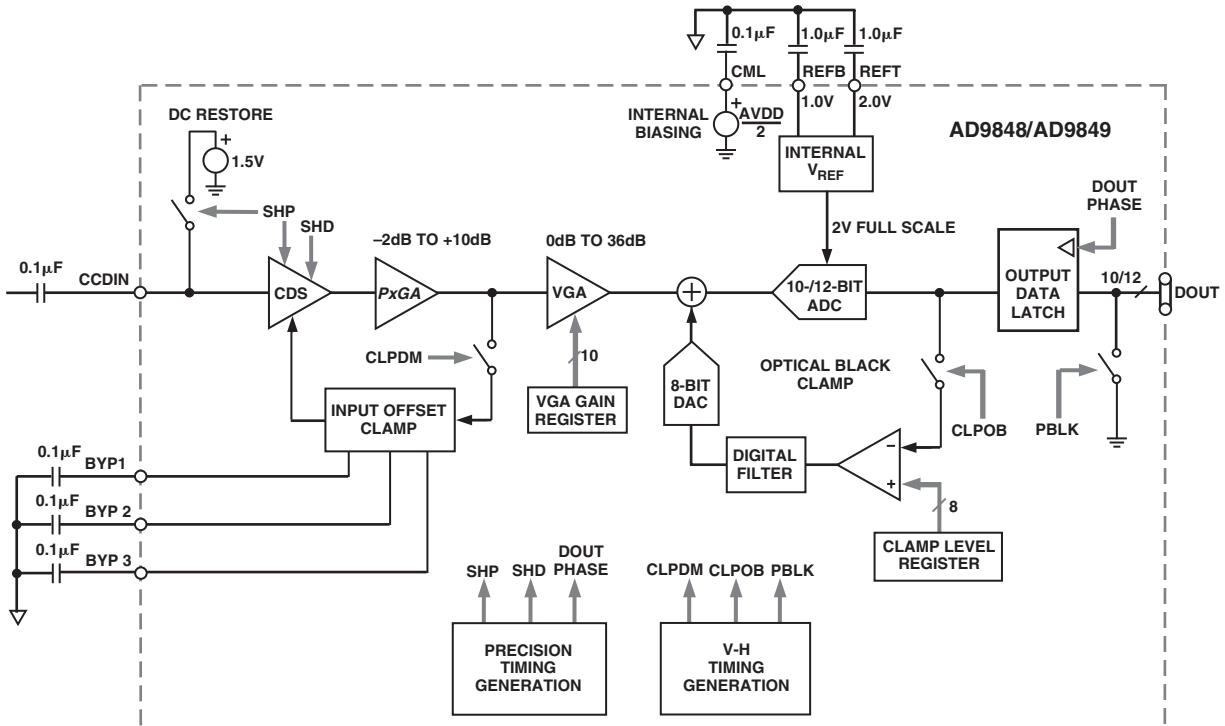 0.1µF
1.0µF
1.0µF
CML
REFB
REFT
1.0V
2.0V
DC RESTORE
+
1.5V
INTERNAL
BIASING
+
AVDD
2
INTERNAL
VREF
AD9848/AD9849
SHP
SHD
–2dB TO +10dB
0dB TO 36dB
2V FULL SCALE
DOUT
PHASE
0.1µF
CCDIN
CDS
PxGA
VGA
+
10-/12-BIT
ADC
OUTPUT
DATA
LATCH
10/12
DOUT
CLPDM
10
VGA GAIN
REGISTER
8-BIT
DAC
OPTICAL BLACK
CLAMP
CLPOB
PBLK
INPUT OFFSET
CLAMP
DIGITAL
FILTER
–
+
8
CLAMP LEVEL
REGISTER
0.1µF
BYP1
0.1µF
BYP 2
0.1µF
BYP 3
SHP
SHD
DOUT
PHASE
CLPDM
CLPOB
PBLK
PRECISION
TIMING
GENERATION
V-H
TIMING
GENERATION